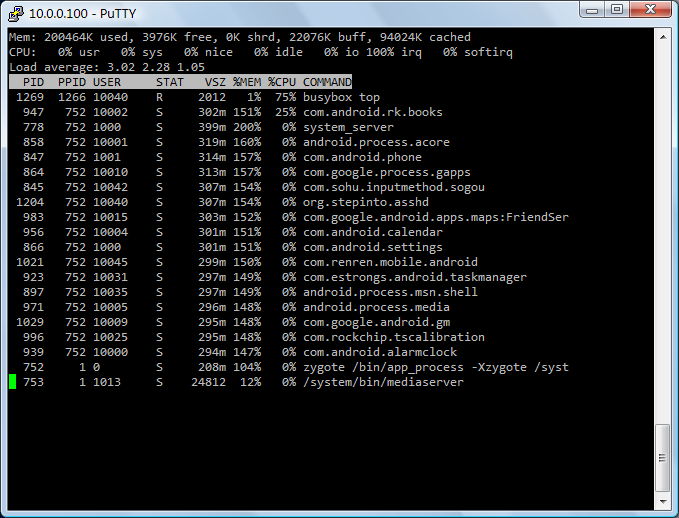 10.0.0.100 - PuTTY
Mem: 200464K used, 3976K free, 0K shrd, 22076K buff, 94024K cached
CPU:   0% usr   0% sys   0% nice   0% idle   0% io 100% irq   0% softirq
Load average: 3.02 2.28 1.05
  PID  PPID USER     STAT   VSZ %MEM %CPU COMMAND
 1269  1266 10040    R     2012   1%  75% busybox top
  947   752 10002    S     302m 151%  25% com.android.rk.books
  778   752 1000     S     399m 200%   0% system_server
  858   752 10001    S     319m 160%   0% android.process.acore
  847   752 1001     S     314m 157%   0% com.android.phone
  864   752 10010    S     313m 157%   0% com.google.process.gapps
  845   752 10042    S     307m 154%   0% com.sohu.inputmethod.sogou
 1204   752 10040    S     307m 154%   0% org.stepinto.asshd
  983   752 10015    S     303m 152%   0% com.google.android.apps.maps:FriendSer
  956   752 10004    S     301m 151%   0% com.android.calendar
  866   752 1000     S     301m 151%   0% com.android.settings
 1021   752 10045    S     299m 150%   0% com.renren.mobile.android
  923   752 10031    S     297m 149%   0% com.estrongs.android.taskmanager
  897   752 10035    S     297m 149%   0% android.process.msn.shell
  971   752 10005    S     296m 148%   0% android.process.media
 1029   752 10009    S     295m 148%   0% com.google.android.gm
  996   752 10025    S     295m 148%   0% com.rockchip.tscalibration
  939   752 10000    S     294m 147%   0% com.android.alarmclock
  752     1 0        S     208m 104%   0% zygote /bin/app_process -Xzygote /syst
  753     1 1013     S    24812  12%   0% /system/bin/mediaserver